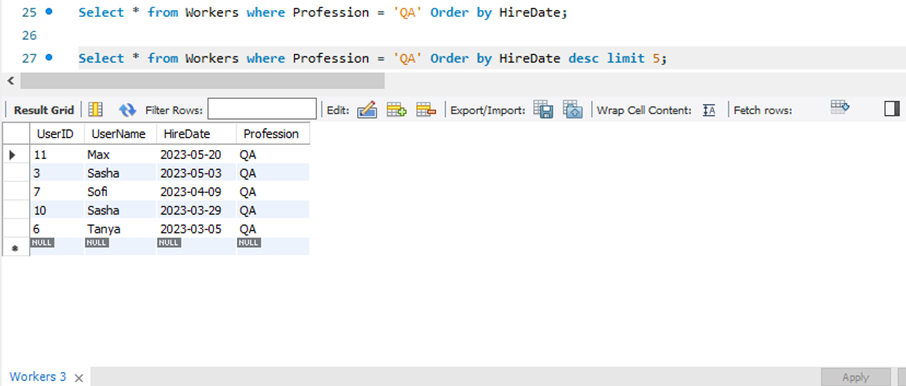 25 Select * from Workers where Profession = 'QA' Order by HireDate;
26
27 Select * from Workers where Profession = 'QA' Order by HireDate desc limit 5;
Result Grid Filter Rows: Edit: Export/Import: Wrap Cell Content: IA Fetch rows:
UserID UserName HireDate Profession
11 Max 2023-05-20 QA
3 Sasha 2023-05-03 QA
7 Sofi 2023-04-09 QA
10 Sasha 2023-03-29 QA
6 Tanya 2023-03-05 QA
NULL NULL NULL NULL
Workers 3 Apply